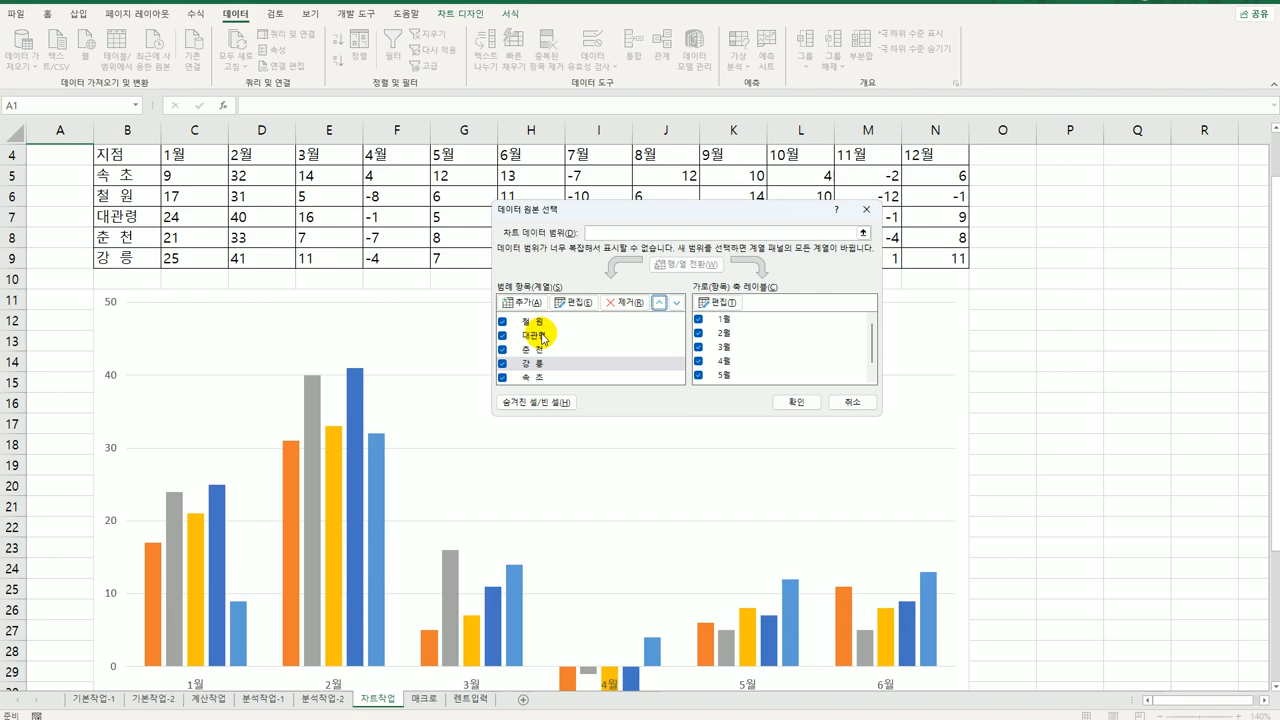 파일 홈 삽입 페이지 레이아웃 수식 데이터 검토 보기 개발 도구 도움말 차트 디자인 서식 공유
데이터 가져오기 텍스트/CSV 웹 테이블/범위에서 최근에 사용한 원본 기존 연결 모두 새로 고침 쿼리 및 연결 속성 연결 편집 정렬 필터 지우기 다시 적용 고급 텍스트 나누기 빠른 채우기 중복된 항목 제거 데이터 유효성 검사 통합 관계 데이터 모델 관리 가상 분석 예측 시트 그룹 그룹 해제 부분합 하위 수준 표시 하위 수준 숨기기
데이터 가져오기 및 변환 쿼리 및 연결 정렬 및 필터 데이터 도구 예측 개요
A1 fx
A B C D E F G H I J K L M N O P Q R
4 지점 1월 2월 3월 4월 5월 6월 7월 8월 9월 10월 11월 12월
5 속 초 9 32 14 4 12 13 -7 12 10 4 -2 6
6 철 원 17 31 5 -8 6 11 -10 6 14 10 -12 -1
7 대관령 24 40 16 -1 5 -1 9
8 춘 천 21 33 7 -7 8 -4 8
9 강 릉 25 41 11 -4 7 1 11
데이터 원본 선택 ? ×
차트 데이터 범위(D):
데이터 범위가 너무 복잡해서 표시할 수 없습니다. 새 범위를 선택하면 계열 패널의 모든 계열이 바뀝니다.
행/열 전환(W)
범례 항목(계열)(S)
추가(A) 편집(E) 제거(R)
철 원
대관령
춘 천
강 릉
속 초
가로(항목) 축 레이블(C)
편집(T)
1월
2월
3월
4월
5월
숨겨진 셀/빈 셀(H) 확인 취소
10
11
12
13
14
15
16
17
18
19
20
21
22
23
24
25
26
27
28
29
50
40
30
20
10
0
1월 2월 3월 4월 5월 6월
기본작업-1 기본작업-2 계산작업 분석작업-1 분석작업-2 차트작업 매크로 렌트입력
준비 140%